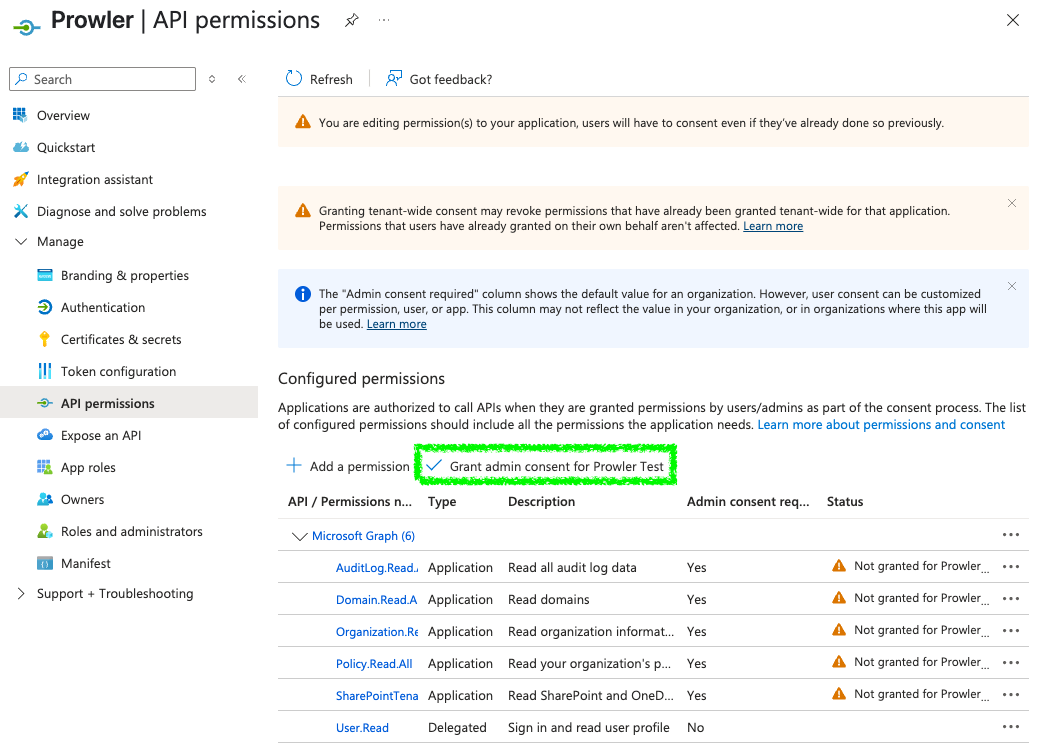 Prowler | API permissions
Search
Refresh
Got feedback?
Overview
Quickstart
Integration assistant
Diagnose and solve problems
Manage
Branding & properties
Authentication
Certificates & secrets
Token configuration
API permissions
Expose an API
App roles
Owners
Roles and administrators
Manifest
Support + Troubleshooting
You are editing permission(s) to your application, users will have to consent even if they've already done so previously.
Granting tenant-wide consent may revoke permissions that have already been granted tenant-wide for that application.
Permissions that users have already granted on their own behalf aren't affected. Learn more
The "Admin consent required" column shows the default value for an organization. However, user consent can be customized
per permission, user, or app. This column may not reflect the value in your organization, or in organizations where this app will
be used. Learn more
Configured permissions
Applications are authorized to call APIs when they are granted permissions by users/admins as part of the consent process. The list
of configured permissions should include all the permissions the application needs. Learn more about permissions and consent
Add a permission
Grant admin consent for Prowler Test
API / Permissions n... Type Description Admin consent req... Status
Microsoft Graph (6)
AuditLog.Read. Application Read all audit log data Yes Not granted for Prowler...
Domain.Read.A Application Read domains Yes Not granted for Prowler...
Organization.Re Application Read organization informat... Yes Not granted for Prowler...
Policy.Read.All Application Read your organization's p... Yes Not granted for Prowler...
SharePointTena Application Read SharePoint and OneD... Yes Not granted for Prowler...
User.Read Delegated Sign in and read user profile No